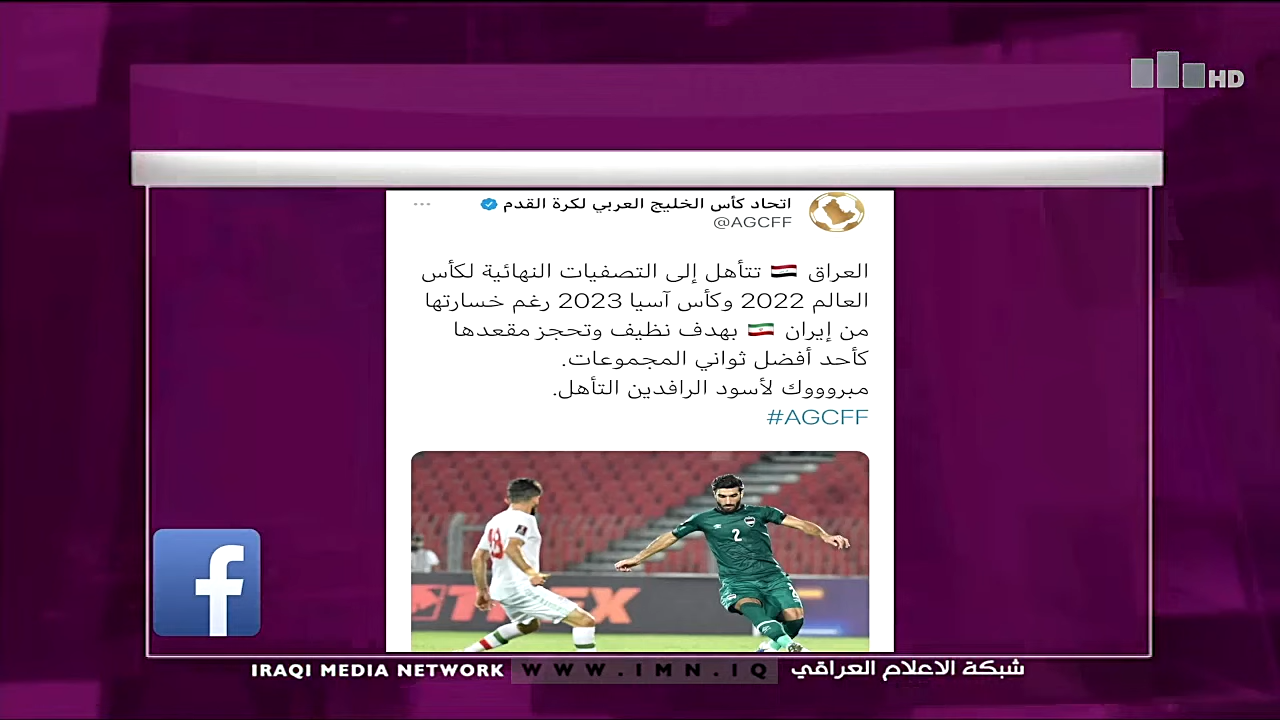 HD
اتحاد كأس الخليج العربي لكرة القدم
@AGCFF
العراق 🇮🇶 تتأهل إلى التصفيات النهائية لكأس
العالم 2022 وكأس آسيا 2023 رغم خسارتها
من إيران 🇮🇷 بهدف نظيف وتحجز مقعدها
كأحد أفضل ثواني المجموعات.
مبروووك لأسود الرافدين التأهل.
#AGCFF
2
f
IRAQI MEDIA NETWORK WWW.IMN.IQ شبكة الاعلام العراقي